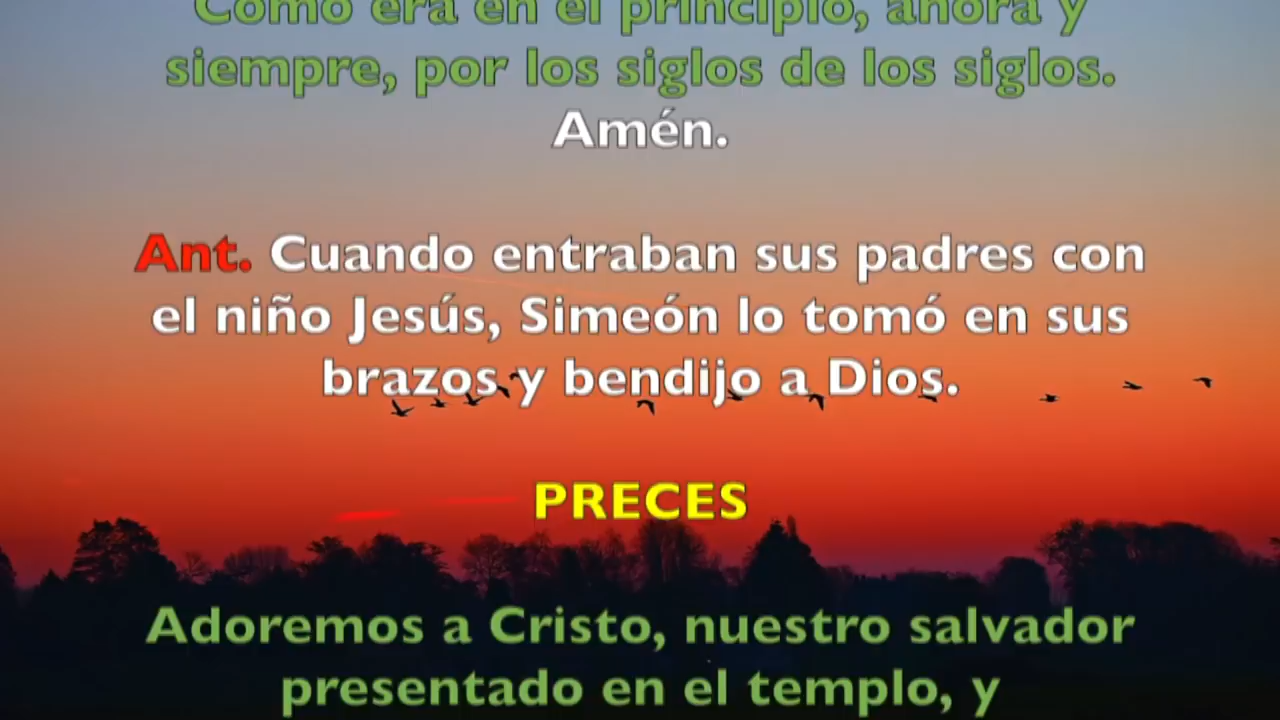 Como era en el principio, ahora y
siempre, por los siglos de los siglos.
Amén.
Ant. Cuando entraban sus padres con
el niño Jesús, Simeón lo tomó en sus
brazos y bendijo a Dios.
PRECES
Adoremos a Cristo, nuestro salvador
presentado en el templo, y